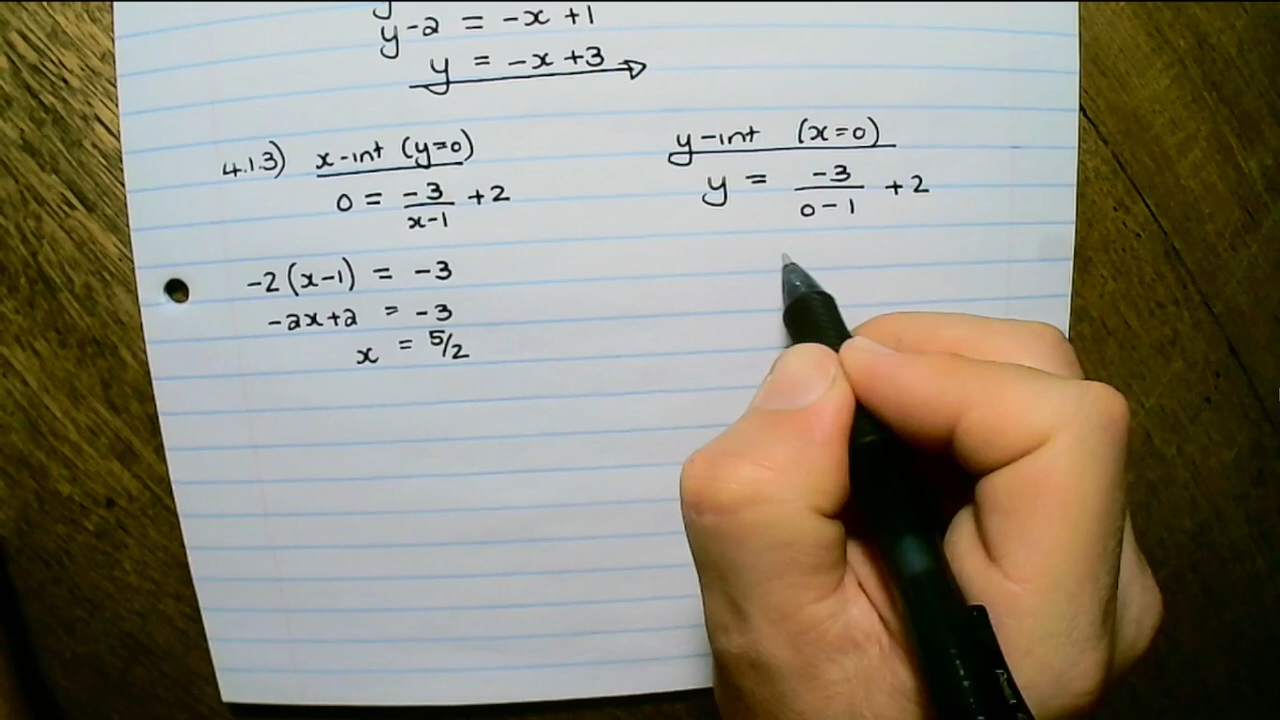 y-2 = -x+1
y = -x+3
4.1.3) x-int (y=0)
0 = -3/x-1 +2
-2(x-1) = -3
-2x+2 = -3
x = 5/2
y-int (x=0)
y = -3/0-1 +2